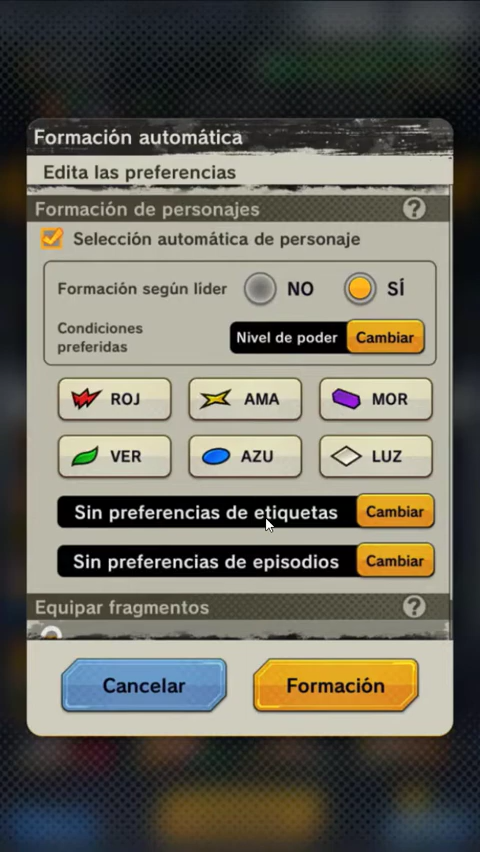 Formación automática
Edita las preferencias
Formación de personajes ?
Selección automática de personaje
Formación según líder NO SÍ
Condiciones
preferidas
Nivel de poder Cambiar
ROJ AMA MOR
VER AZU LUZ
Sin preferencias de etiquetas Cambiar
Sin preferencias de episodios Cambiar
Equipar fragmentos ?
Cancelar Formación